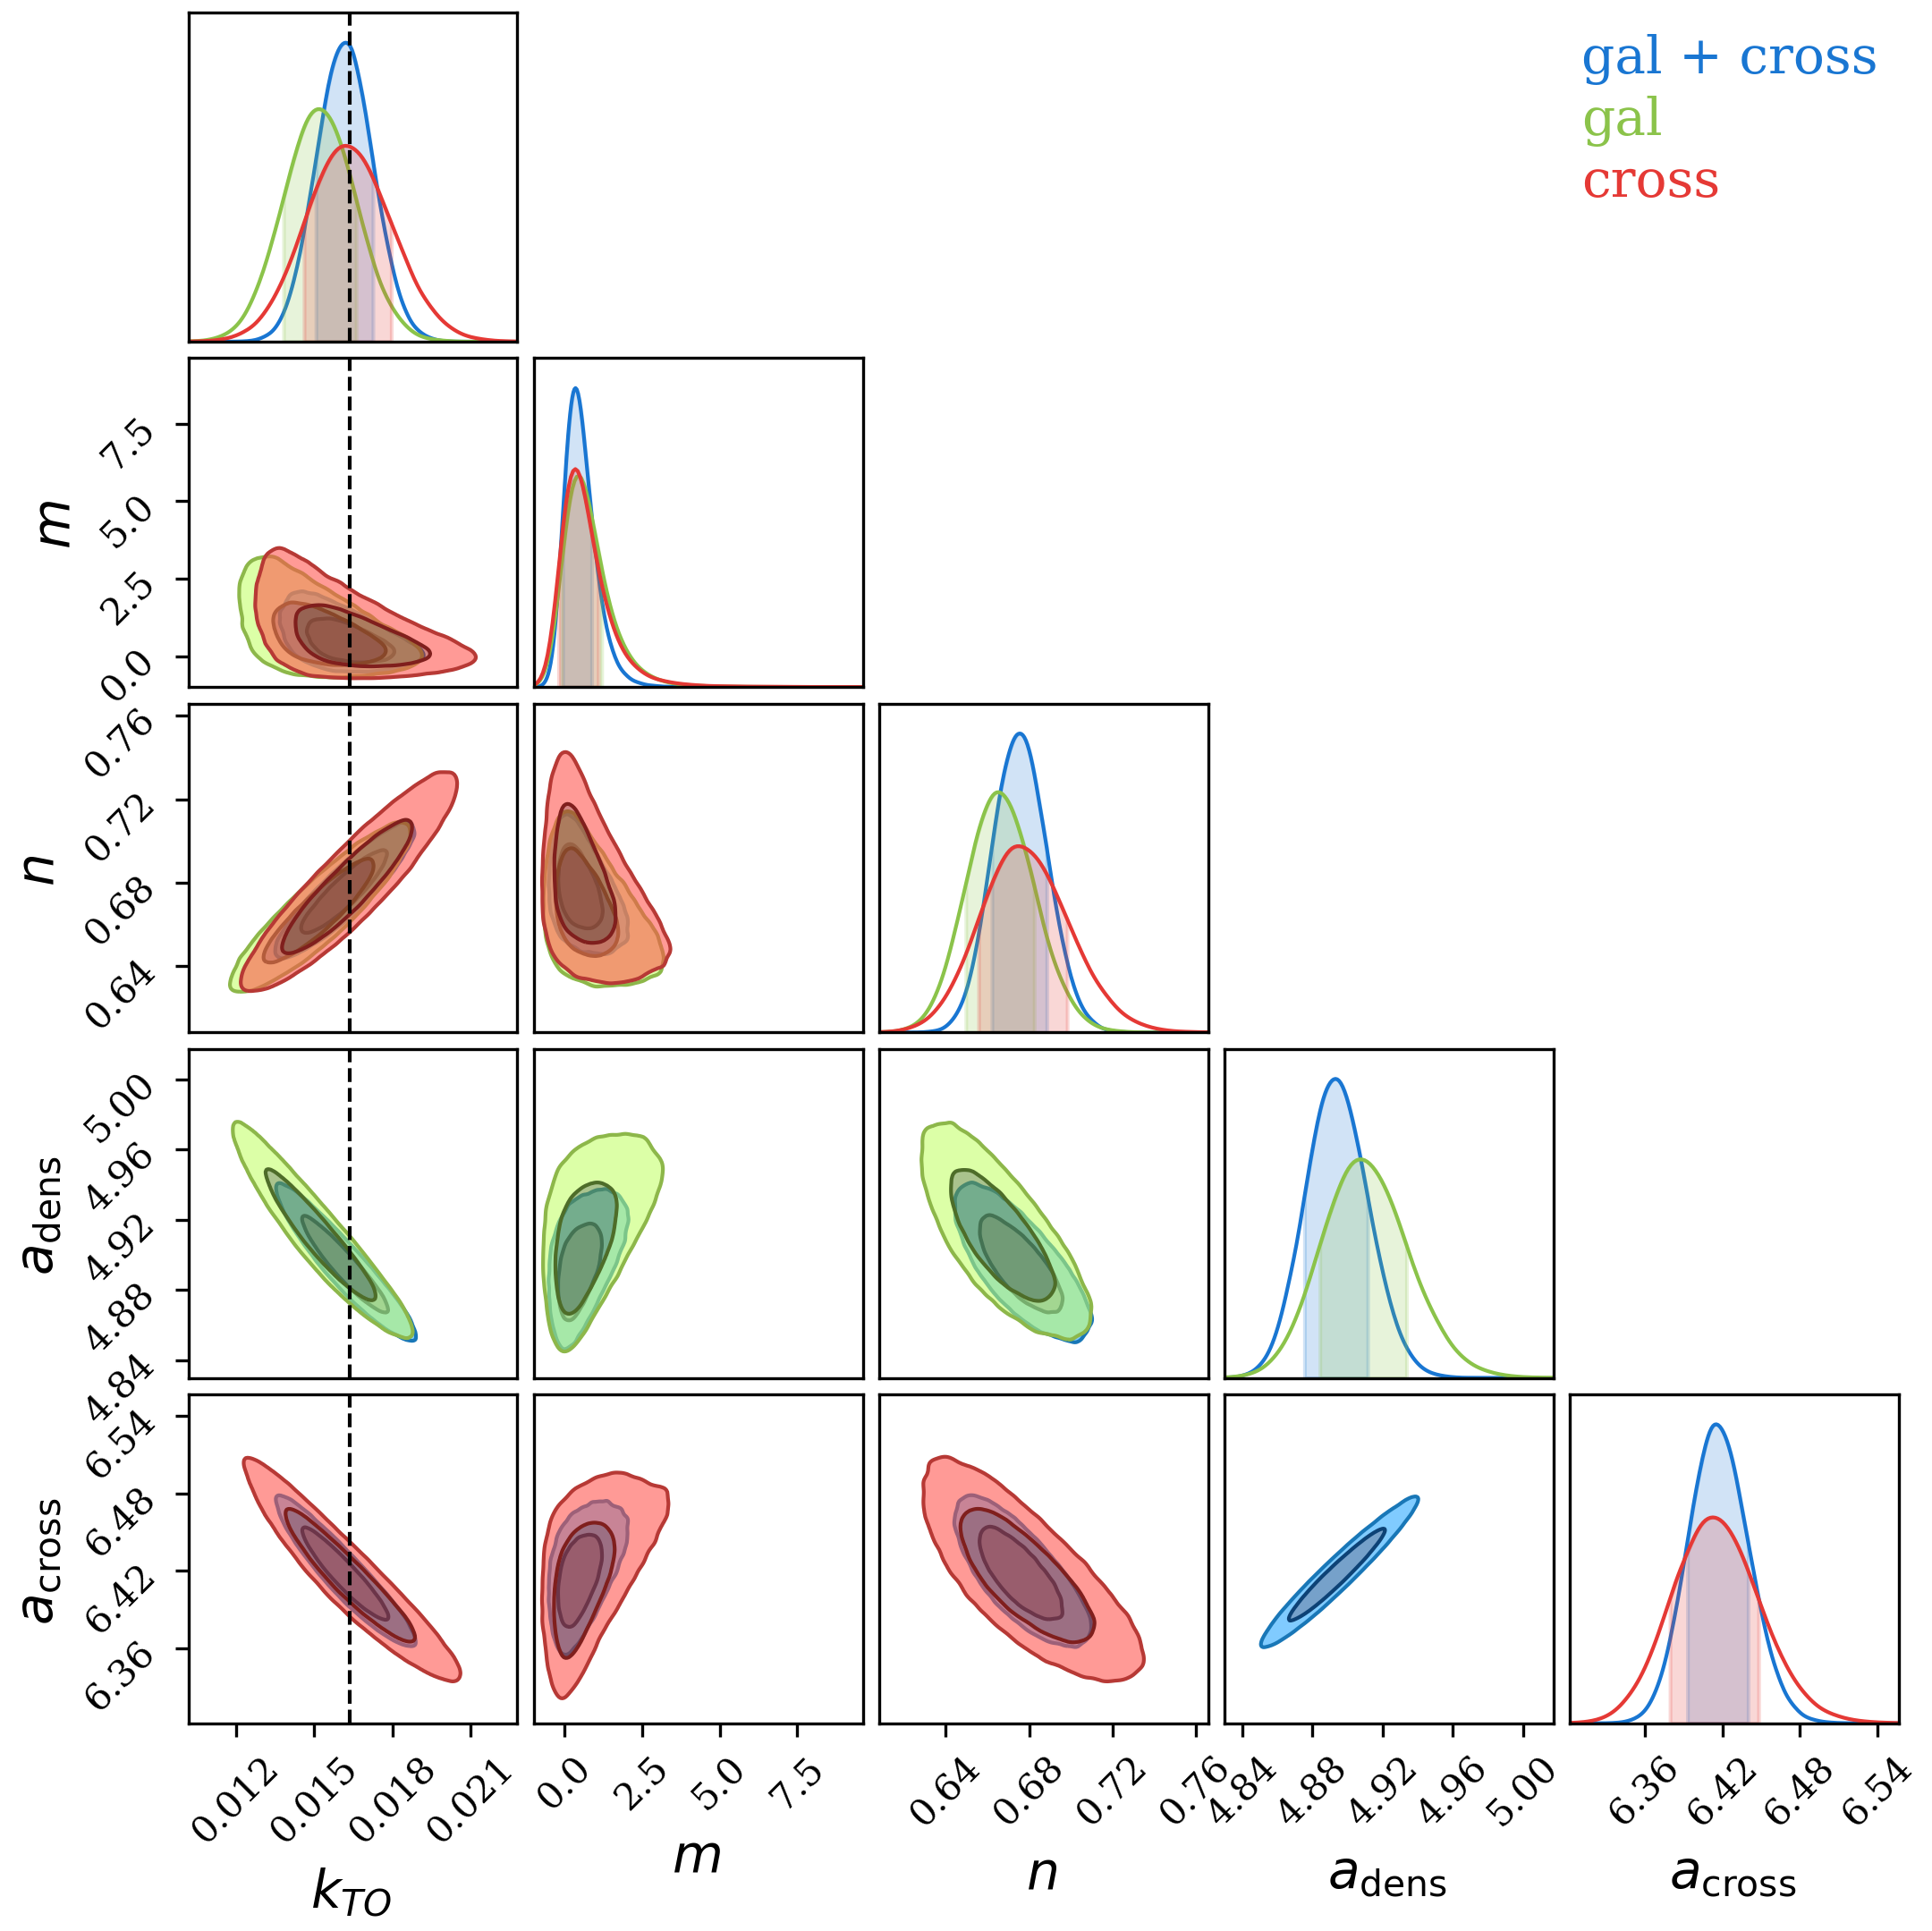 gal + cross
gal
cross
m
7.5
5.0
2.5
0.0
n
0.76
0.72
0.68
0.64
a_dens
5.00
4.96
4.92
4.88
4.84
a_cross
6.54
6.48
6.42
6.36
0.012 0.015 0.018 0.021
0.0 2.5 5.0 7.5
0.64 0.68 0.72 0.76
4.84 4.88 4.92 4.96 5.00
6.36 6.42 6.48 6.54
k_TO m n a_dens a_cross